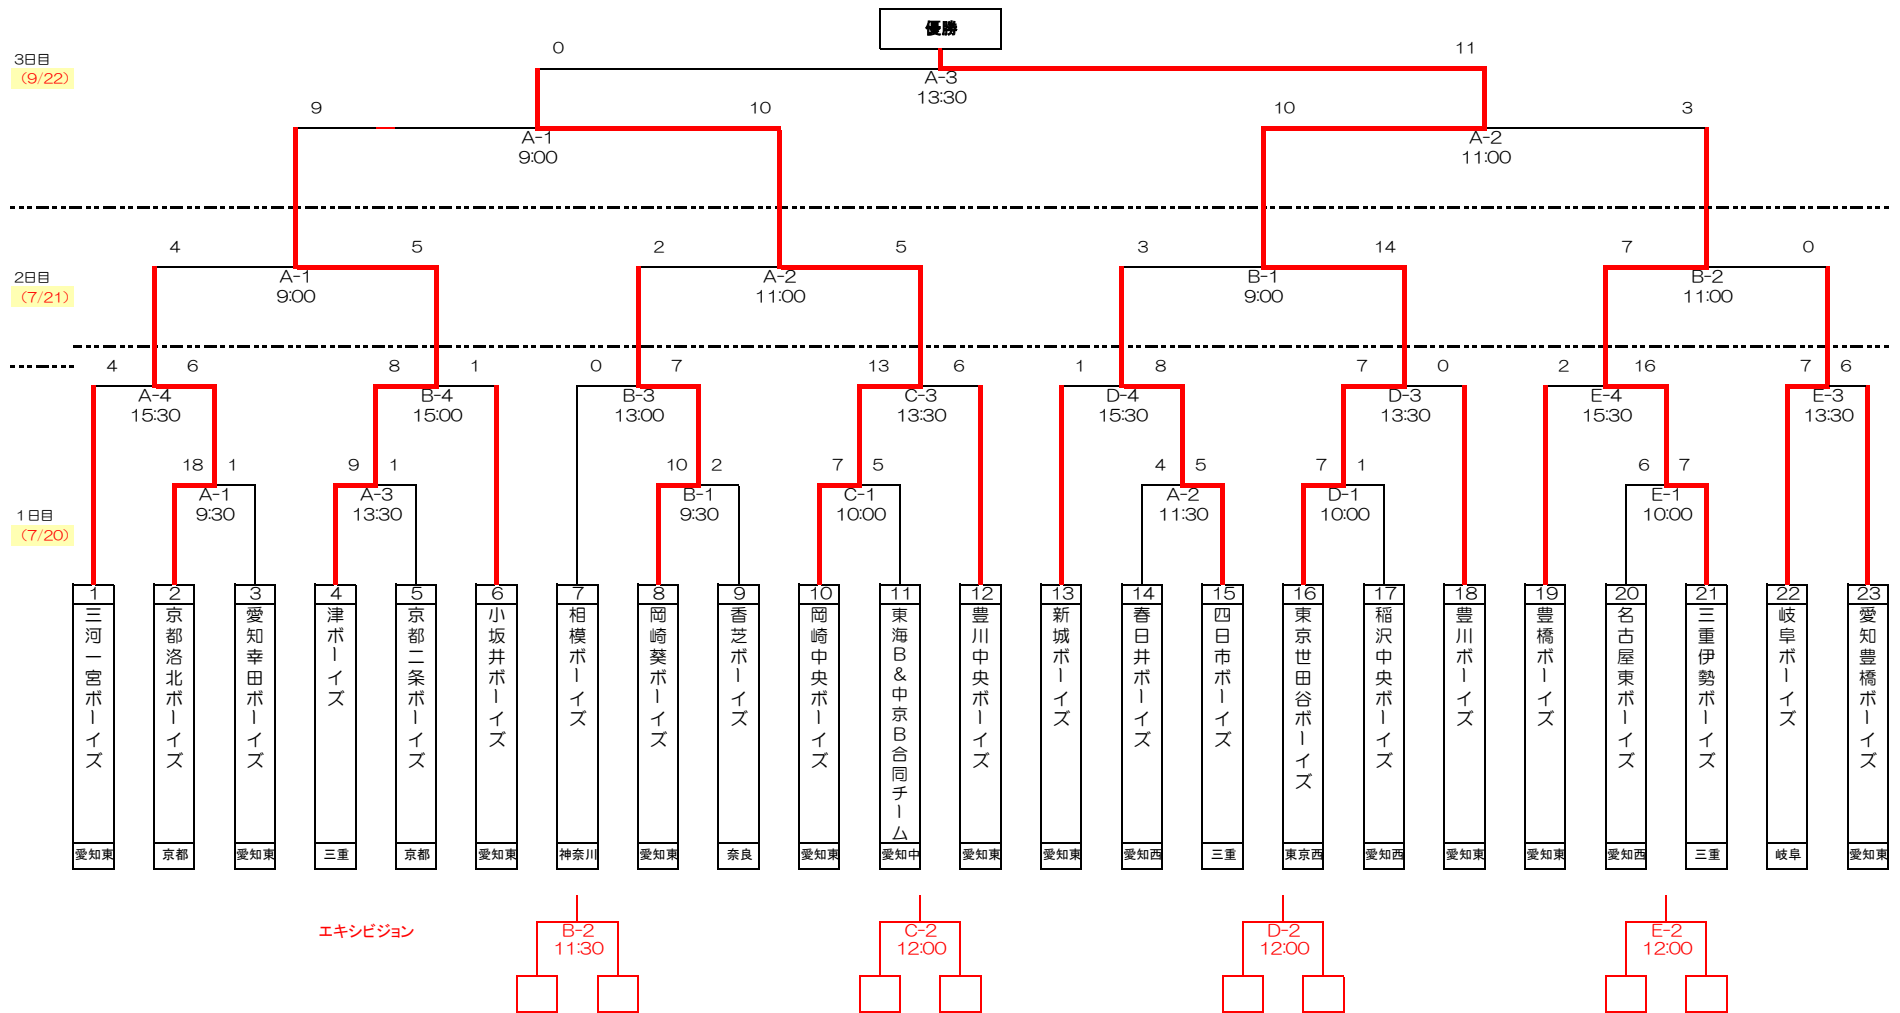 優勝
0 11
3日目
(9/22)
A-3
13:30
9 10 10 3
A-1 A-2
9:00 11:00
4 5 2 5 3 14 7 0
2日目
(7/21)
A-1 A-2 B-1 B-2
9:00 11:00 9:00 11:00
4 6 8 1 0 7 13 6 1 8 7 0 2 16 7 6
A-4 B-4 B-3 C-3 D-4 D-3 E-4 E-3
15:30 15:00 13:00 13:30 15:30 13:30 15:30 13:30
18 1 9 1 10 2 7 5 4 5 7 1 6 7
A-1 A-3 B-1 C-1 A-2 D-1 E-1
9:30 13:30 9:30 10:00 11:30 10:00 10:00
1日目
(7/20)
1 2 3 4 5 6 7 8 9 10 11 12 13 14 15 16 17 18 19 20 21 22 23
三河一宮ボーイズ
京都洛北ボーイズ
愛知幸田ボーイズ
津ボーイズ
京都二条ボーイズ
小坂井ボーイズ
相模ボーイズ
岡崎葵ボーイズ
香芝ボーイズ
岡崎中央ボーイズ
東海B&中京B合同チーム
豊川中央ボーイズ
新城ボーイズ
春日井ボーイズ
四日市ボーイズ
東京世田谷ボーイズ
稲沢中央ボーイズ
豊川ボーイズ
豊橋ボーイズ
名古屋東ボーイズ
三重伊勢ボーイズ
岐阜ボーイズ
愛知豊橋ボーイズ
愛知東 京都 愛知東 三重 京都 愛知東 神奈川 愛知東 奈良 愛知東 愛知中 愛知東 愛知東 愛知西 三重 東京西 愛知西 愛知東 愛知東 愛知西 三重 岐阜 愛知東
エキシビジョン
B-2 C-2 D-2 E-2
11:30 12:00 12:00 12:00